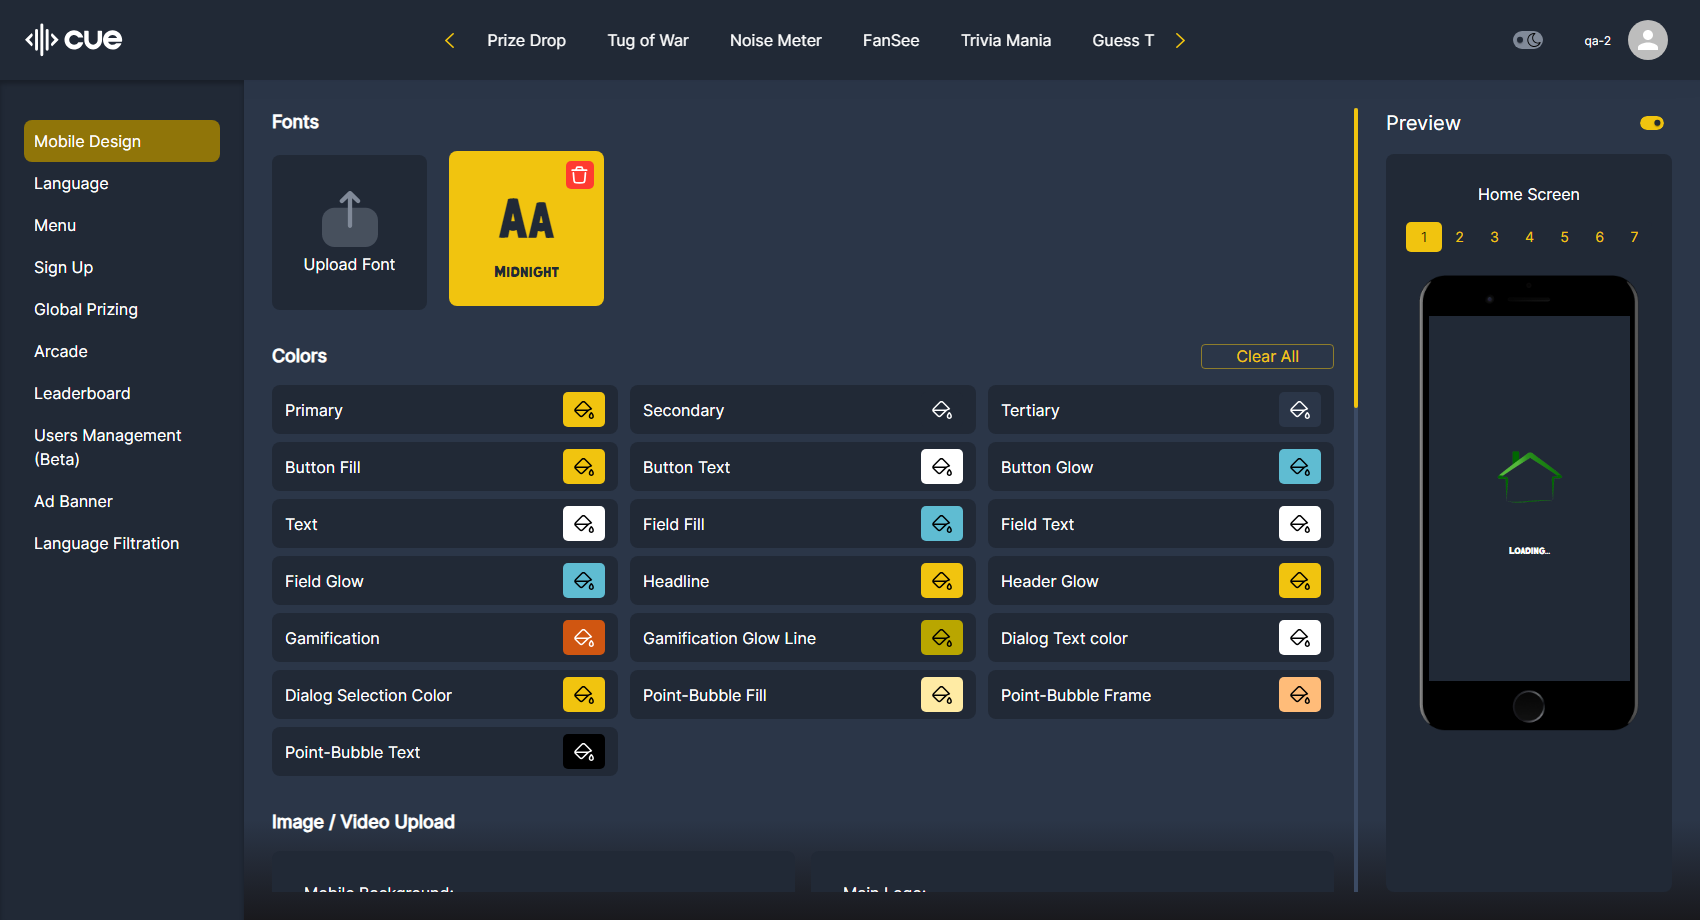 cue
Prize Drop
Tug of War
Noise Meter
FanSee
Trivia Mania
Guess T
qa-2
Mobile Design
Language
Menu
Sign Up
Global Prizing
Arcade
Leaderboard
Users Management
(Beta)
Ad Banner
Language Filtration
Fonts
Upload Font
AA
MIDNIGHT
Colors
Clear All
Primary
Secondary
Tertiary
Button Fill
Button Text
Button Glow
Text
Field Fill
Field Text
Field Glow
Headline
Header Glow
Gamification
Gamification Glow Line
Dialog Text color
Dialog Selection Color
Point-Bubble Fill
Point-Bubble Frame
Point-Bubble Text
Image / Video Upload
Mobile Background:
Main Logo:
Preview
Home Screen
1 2 3 4 5 6 7
LOADING...